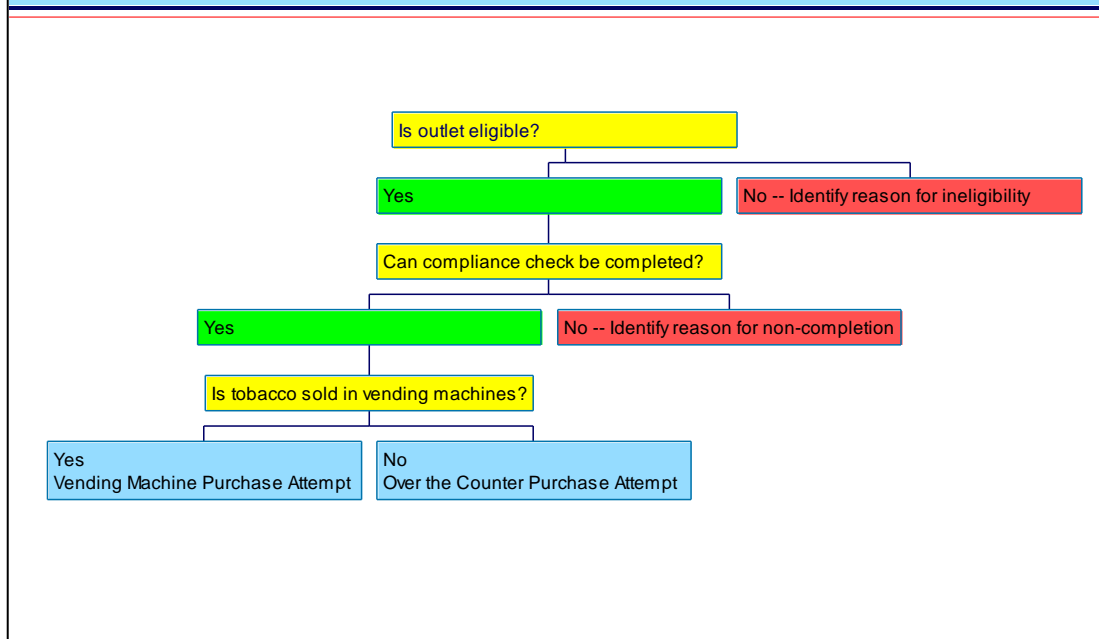 Is outlet eligible?
Yes
No -- Identify reason for ineligibility
Can compliance check be completed?
Yes
No -- Identify reason for non-completion
Is tobacco sold in vending machines?
Yes
Vending Machine Purchase Attempt
No
Over the Counter Purchase Attempt